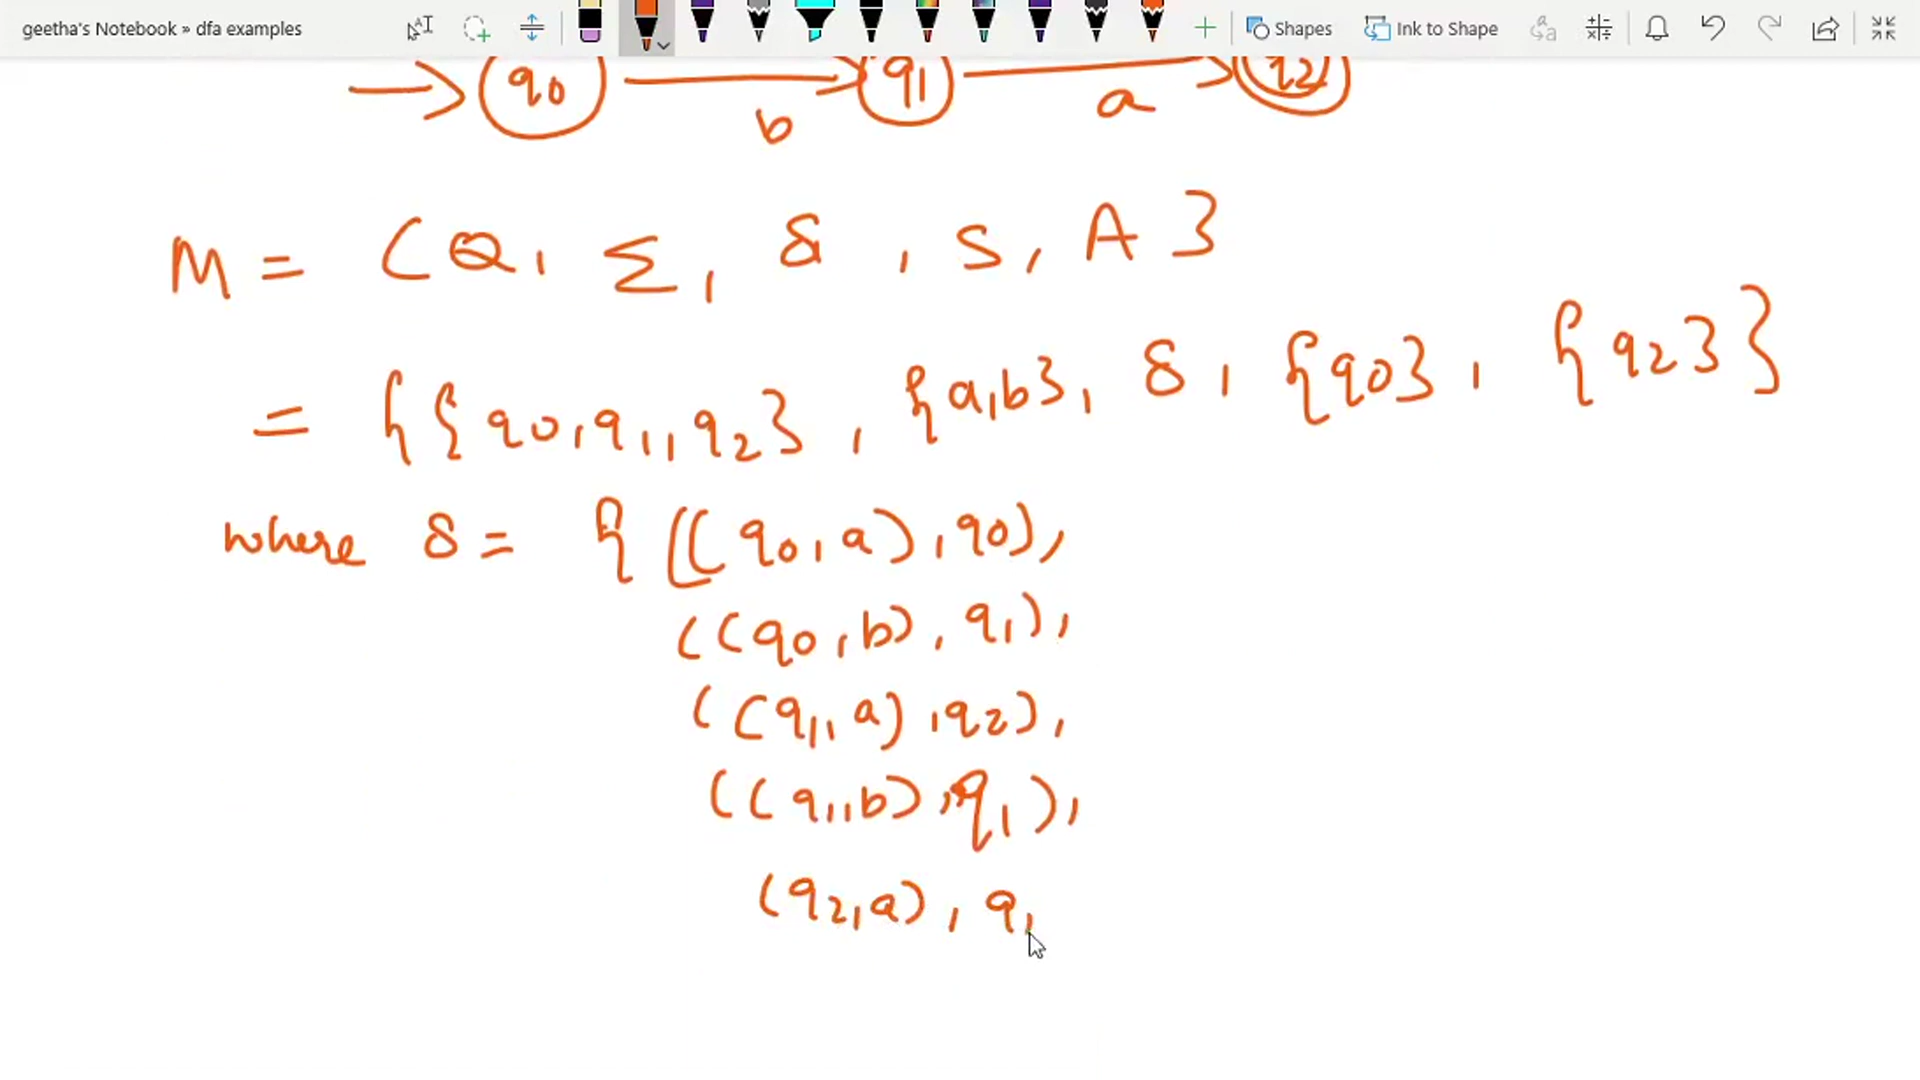 geetha's Notebook » dfa examples
Shapes
Ink to Shape
q0 b q1 a q2
M = (Q, Σ, δ, S, A}
= {{q0,q1,,q2}, {a,b}, δ, {q0}, {q2}}
where δ = {((q0,a),q0),
((q0,b),q1),
((q1,a),q2),
((q1,b),q1),
(q2,a), q1